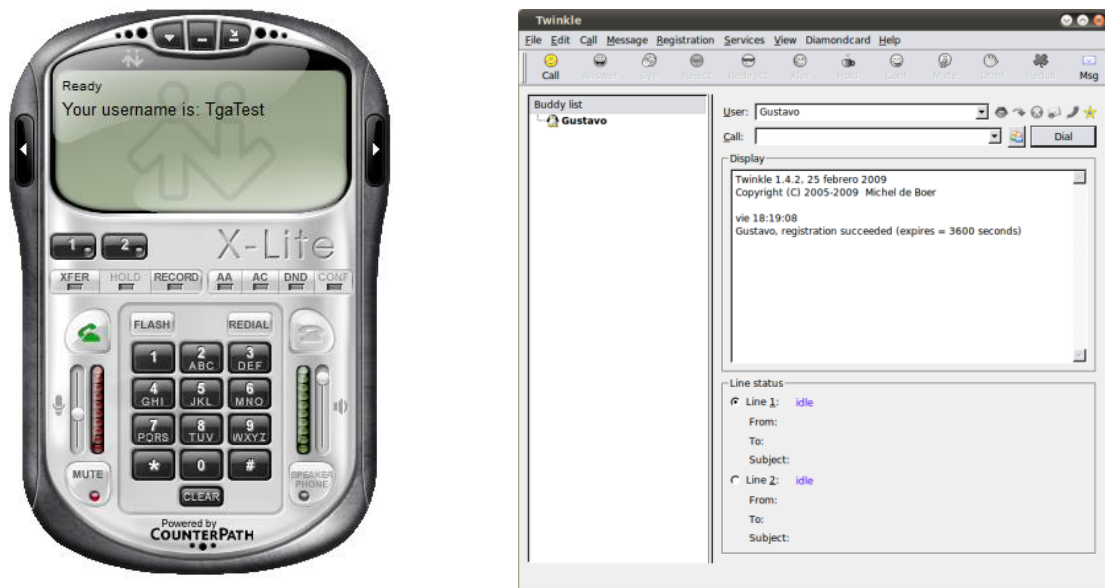 Ready
Your username is: TgaTest
1 2
X-Lite
XFER HOLD RECORD AA AC DND CONF
FLASH REDIAL
1 2 ABC 3 DEF
4 GHI 5 JKL 6 MNO
7 PQRS 8 TUV 9 WXYZ
* 0 #
MUTE
SPEAKER PHONE
CLEAR
Powered by
COUNTERPATH
Twinkle
File Edit Call Message Registration Services View Diamondcard Help
Call Answer Bye Reject Redirect Xfer Hold Conf Mute Dtmf Redial Msg
Buddy list
Gustavo
User: Gustavo
Call: Dial
Display
Twinkle 1.4.2, 25 febrero 2009
Copyright (C) 2005-2009 Michel de Boer
vie 18:19:08
Gustavo, registration succeeded (expires = 3600 seconds)
Line status
Line 1: idle
From:
To:
Subject:
Line 2: idle
From:
To:
Subject: